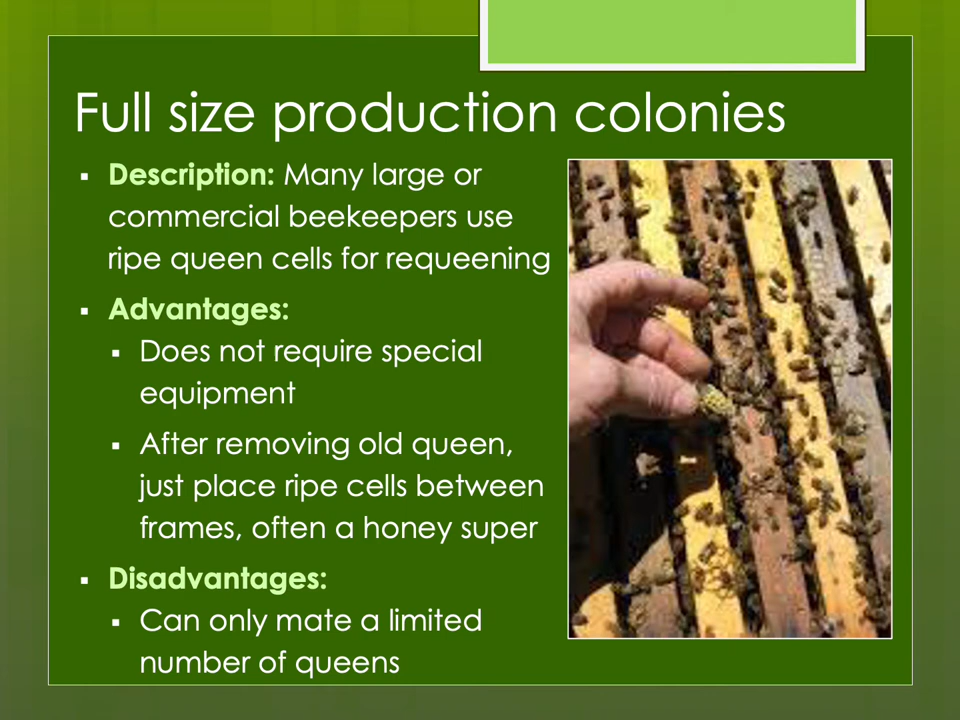 Full size production colonies
▪ Description: Many large or
commercial beekeepers use
ripe queen cells for requeening
▪ Advantages:
▪ Does not require special
equipment
▪ After removing old queen,
just place ripe cells between
frames, often a honey super
▪ Disadvantages:
▪ Can only mate a limited
number of queens